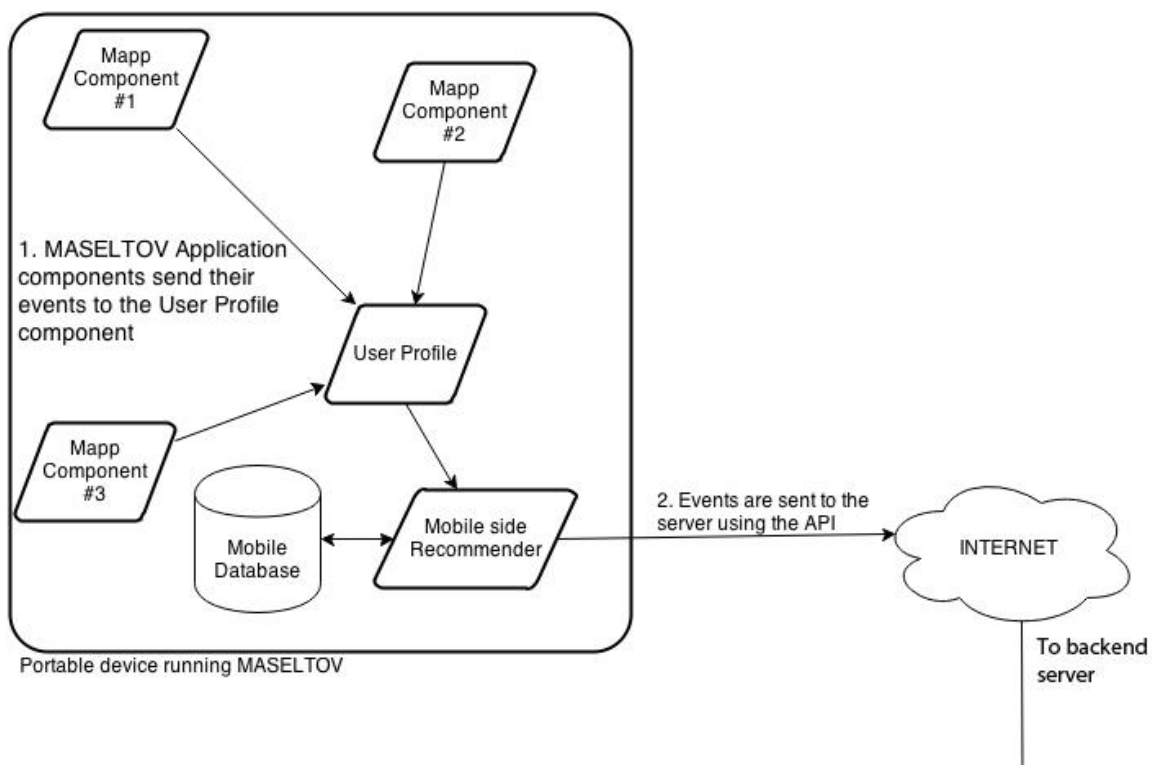 Mapp
Component
#1
Mapp
Component
#2
1. MASELTOV Application
components send their
events to the User Profile
component
User Profile
Mapp
Component
#3
Mobile
Database
Mobile side
Recommender
2. Events are sent to the
server using the API
INTERNET
Portable device running MASELTOV
To backend
server